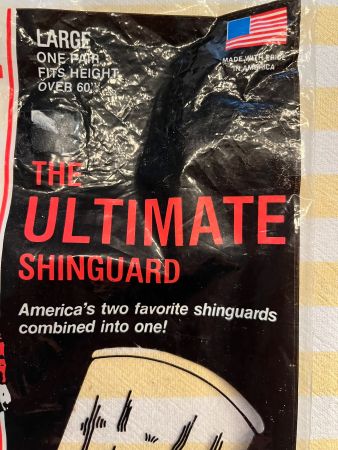 LARGE
ONE PAIR
FITS HEIGHT
OVER 60"
MADE WITH PRIDE
IN AMERICA
THE
ULTIMATE
SHINGUARD
America's two favorite shinguards
combined into one!